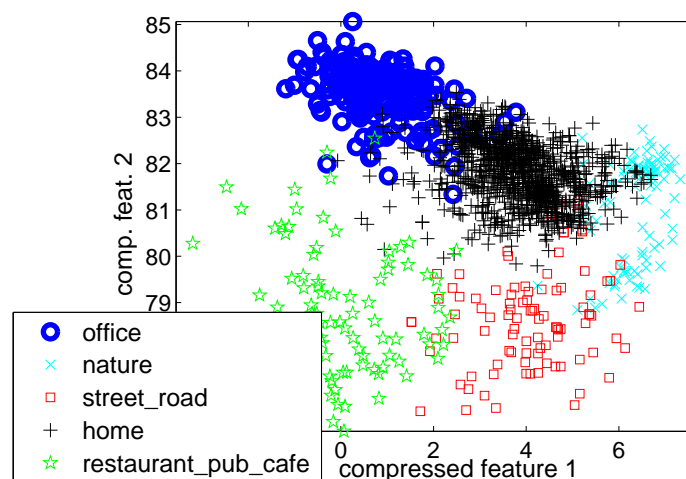 85
84
83
82
81
80
79
comp. feat. 2
0
2
4
6
compressed feature 1
office
nature
street_road
home
restaurant_pub_cafe